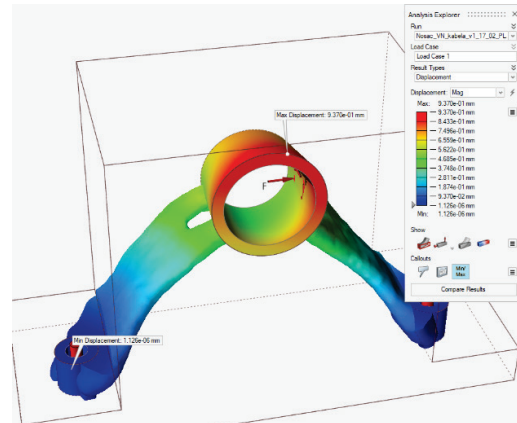 Analysis Explorer
Run
Nosac_VN_kabela_v1_17_02_PL
Load Case
Load Case 1
Result Types
Displacement
Displacement: Mag
Max: 9.370e-01 mm
9.370e-01 mm
8.433e-01 mm
7.496e-01 mm
6.559e-01 mm
5.622e-01 mm
4.685e-01 mm
3.748e-01 mm
2.811e-01 mm
1.874e-01 mm
9.370e-02 mm
1.126e-06 mm
Min: 1.126e-06 mm
Show
Callouts
Min/
Max
Compare Results
Max Displacement: 9.370e-01 mm
F
Min Displacement: 1.126e-06 mm